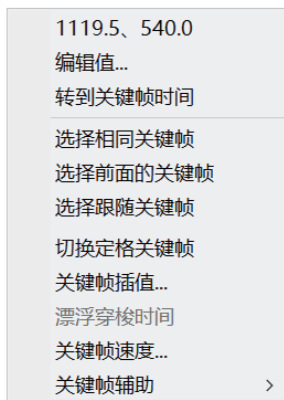 1119.5、540.0
编辑值...
转到关键帧时间
选择相同关键帧
选择前面的关键帧
选择跟随关键帧
切换定格关键帧
关键帧插值...
漂浮穿梭时间
关键帧速度...
关键帧辅助